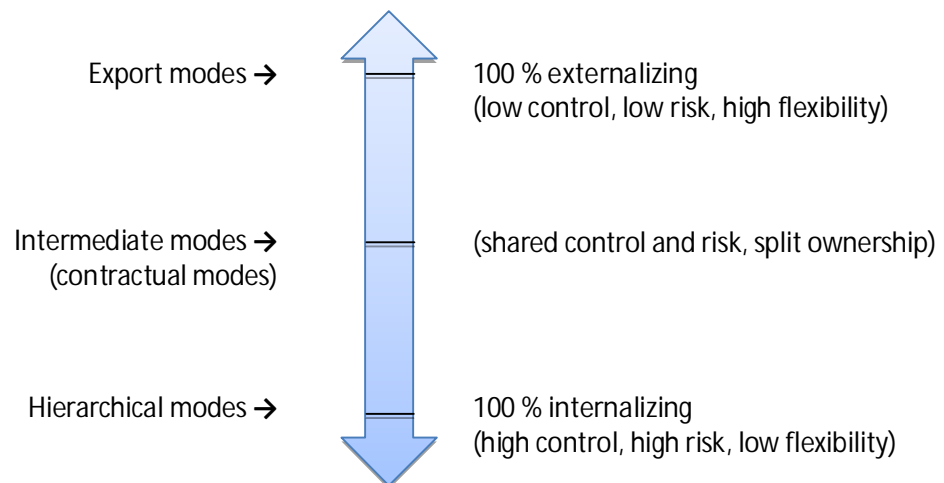 Export modes →
100 % externalizing
(low control, low risk, high flexibility)
Intermediate modes →
(contractual modes)
(shared control and risk, split ownership)
Hierarchical modes →
100 % internalizing
(high control, high risk, low flexibility)